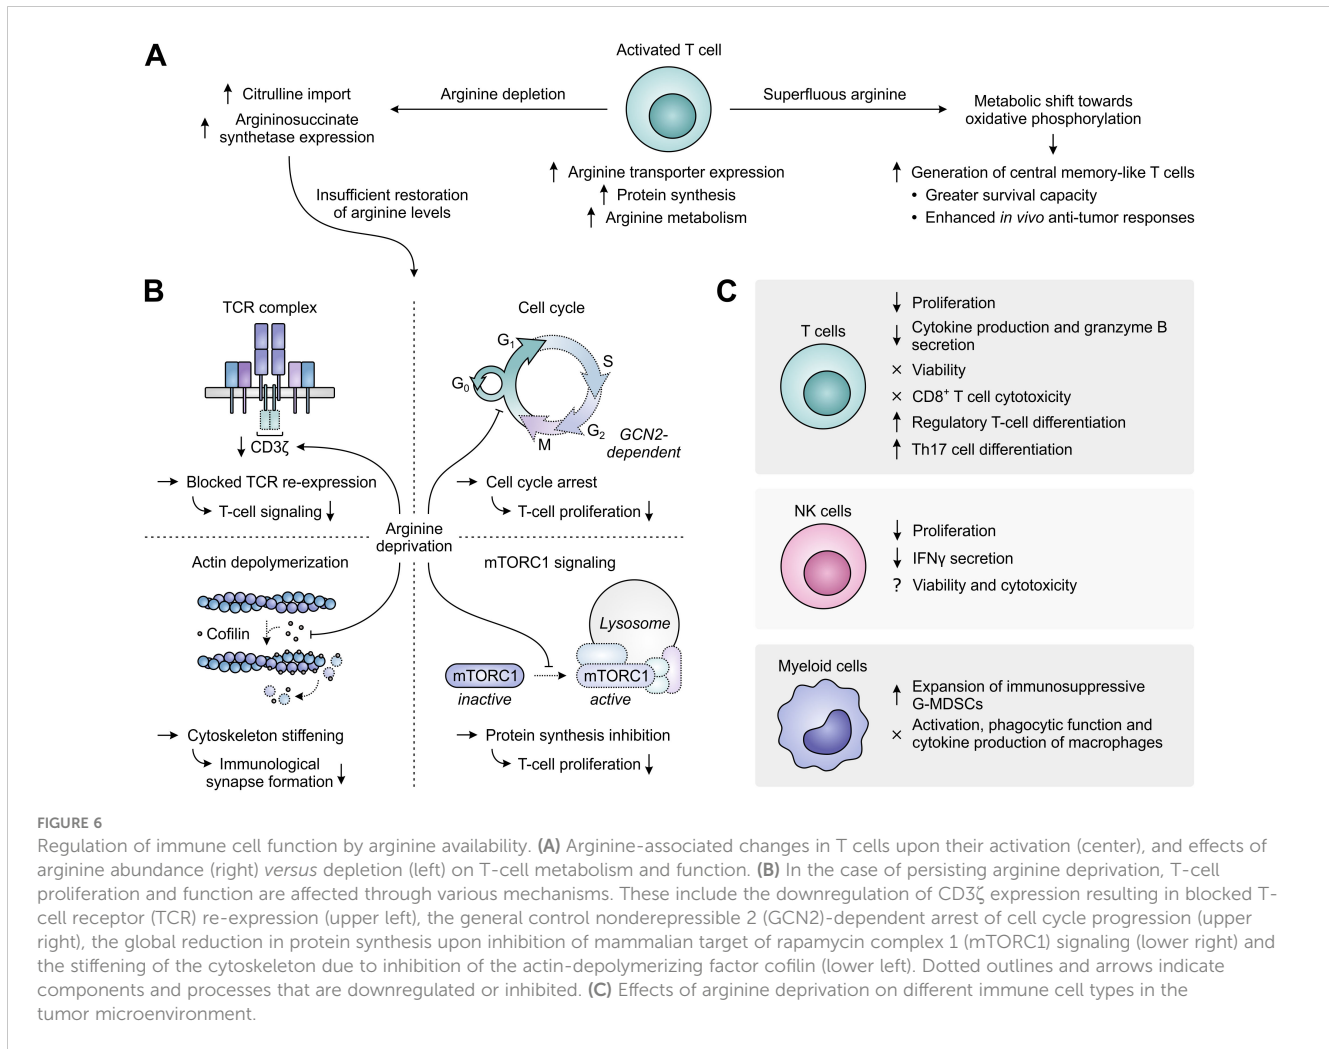 A
Activated T cell
Citrulline import
Argininosuccinate
synthetase expression
Arginine depletion
Superfluous arginine
Metabolic shift towards
oxidative phosphorylation
Arginine transporter expression
Protein synthesis
Arginine metabolism
Generation of central memory-like T cells
• Greater survival capacity
• Enhanced in vivo anti-tumor responses
Insufficient restoration
of arginine levels
B
TCR complex
CD3ζ
Blocked TCR re-expression
T-cell signaling
Cell cycle
G1
S
G0
G2
M
GCN2-
dependent
Cell cycle arrest
T-cell proliferation
Arginine
deprivation
Actin depolymerization
Cofilin
Cytoskeleton stiffening
Immunological
synapse formation
mTORC1 signaling
Lysosome
mTORC1
inactive
mTORC1
active
Protein synthesis inhibition
T-cell proliferation
C
T cells
Proliferation
Cytokine production and granzyme B
secretion
× Viability
× CD8+ T cell cytotoxicity
Regulatory T-cell differentiation
Th17 cell differentiation
NK cells
Proliferation
IFNγ secretion
? Viability and cytotoxicity
Myeloid cells
Expansion of immunosuppressive
G-MDSCs
× Activation, phagocytic function and
cytokine production of macrophages
FIGURE 6
Regulation of immune cell function by arginine availability. (A) Arginine-associated changes in T cells upon their activation (center), and effects of
arginine abundance (right) versus depletion (left) on T-cell metabolism and function. (B) In the case of persisting arginine deprivation, T-cell
proliferation and function are affected through various mechanisms. These include the downregulation of CD3ζ expression resulting in blocked T-
cell receptor (TCR) re-expression (upper left), the general control nonderepressible 2 (GCN2)-dependent arrest of cell cycle progression (upper
right), the global reduction in protein synthesis upon inhibition of mammalian target of rapamycin complex 1 (mTORC1) signaling (lower right) and
the stiffening of the cytoskeleton due to inhibition of the actin-depolymerizing factor cofilin (lower left). Dotted outlines and arrows indicate
components and processes that are downregulated or inhibited. (C) Effects of arginine deprivation on different immune cell types in the
tumor microenvironment.